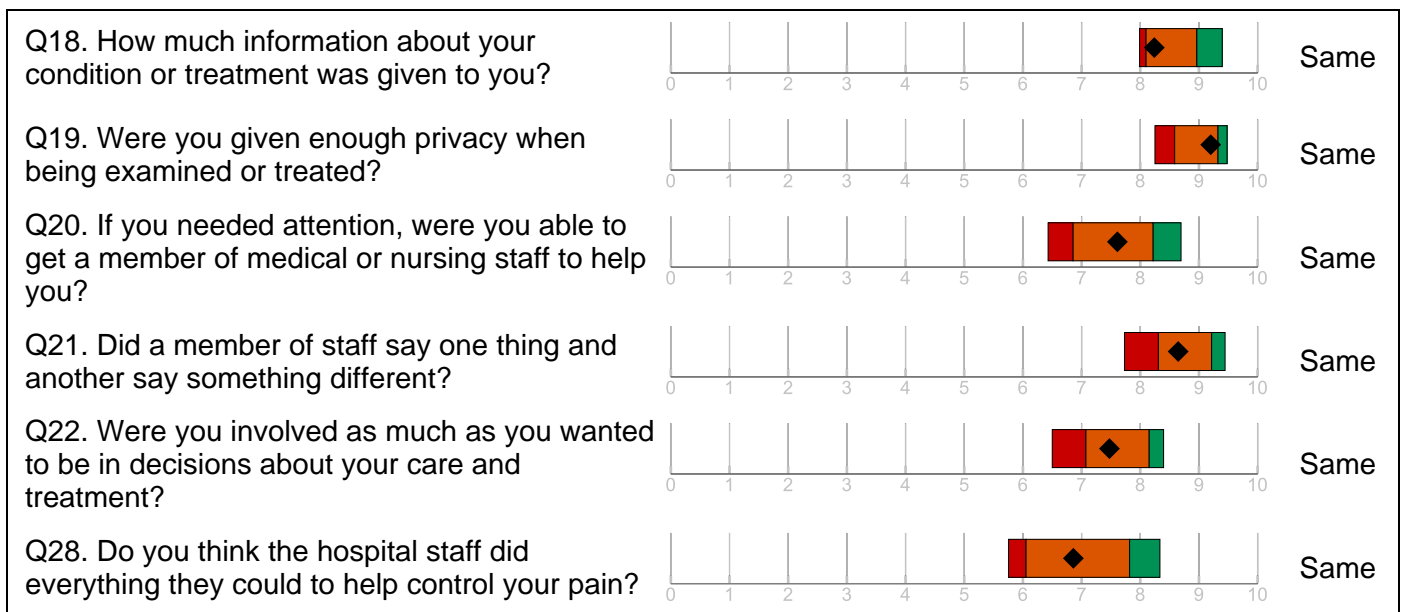 Q18. How much information about your
condition or treatment was given to you?
0 1 2 3 4 5 6 7 8 9 10
Same
Q19. Were you given enough privacy when
being examined or treated?
0 1 2 3 4 5 6 7 8 9 10
Same
Q20. If you needed attention, were you able to
get a member of medical or nursing staff to help
you?
0 1 2 3 4 5 6 7 8 9 10
Same
Q21. Did a member of staff say one thing and
another say something different?
0 1 2 3 4 5 6 7 8 9 10
Same
Q22. Were you involved as much as you wanted
to be in decisions about your care and
treatment?
0 1 2 3 4 5 6 7 8 9 10
Same
Q28. Do you think the hospital staff did
everything they could to help control your pain?
0 1 2 3 4 5 6 7 8 9 10
Same